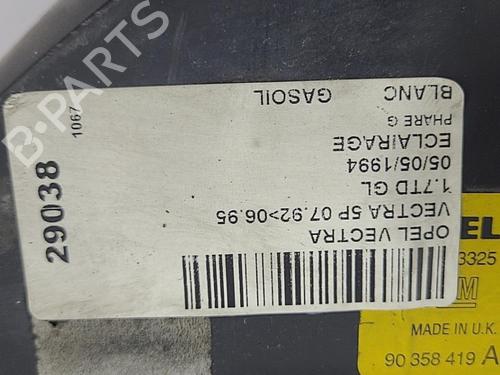 OPEL VECTRA
VECTRA 5P 07.92>06.95
1.7TD GL
05/05/1994
ECLAIRAGE
PHARE G
BLANC
GASOIL
29038
1067
B-PARTS
EL
3325
GM
MADE IN U.K.
90 358 419 A